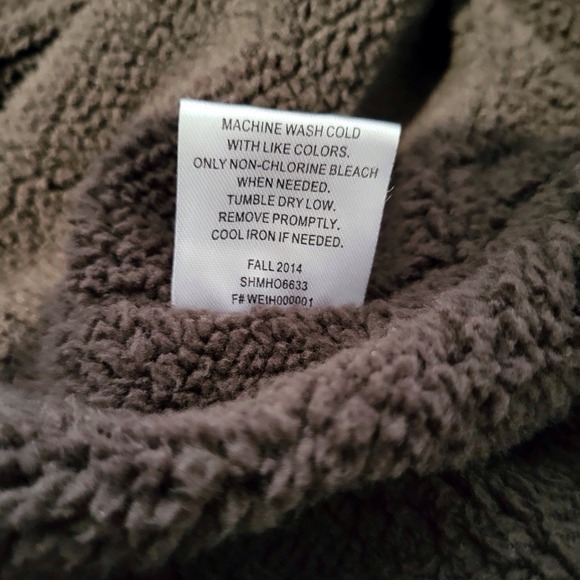 MACHINE WASH COLD
WITH LIKE COLORS.
ONLY NON-CHLORINE BLEACH
WHEN NEEDED.
TUMBLE DRY LOW.
REMOVE PROMPTLY.
COOL IRON IF NEEDED.
FALL 2014
SHMHO6633
F# WEIH000001